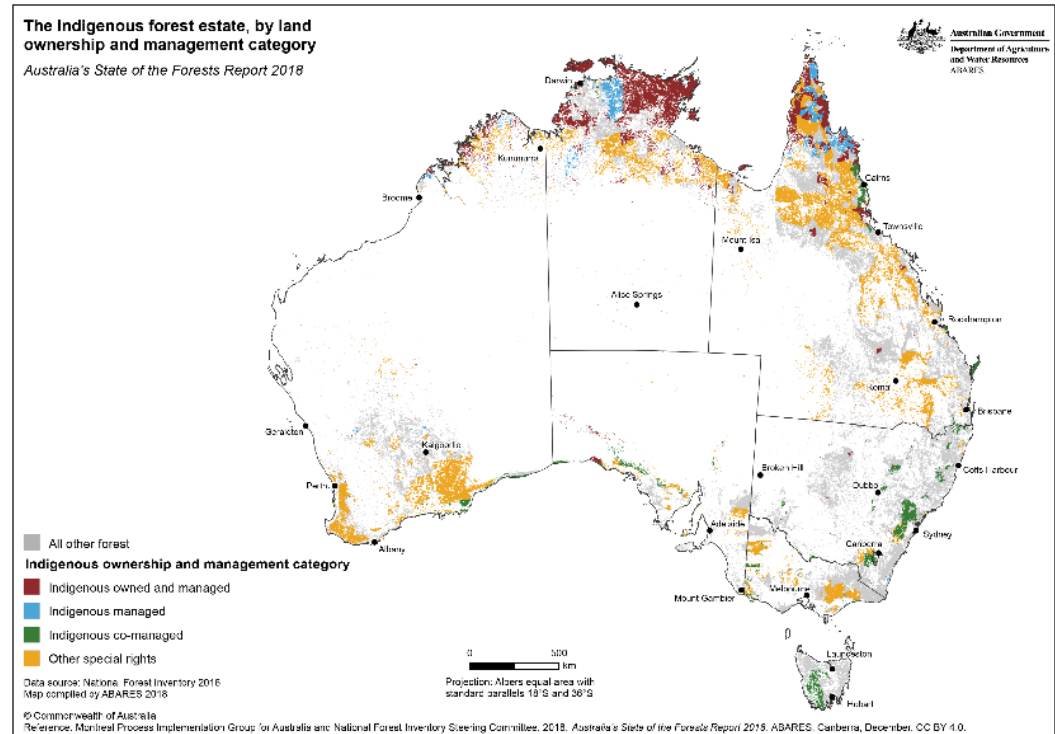 The Indigenous forest estate, by land
ownership and management category
Australia's State of the Forests Report 2018
Australian Government
Department of Agriculture
and Water Resources
ABARES
Darwin
Kununurra
Broome
Cairns
Townsville
Mount Isa
Alice Springs
Rockhampton
Roma
Brisbane
Geraldton
Kalgoorlie
Perth
Albany
Broken Hill
Coffs Harbour
Dubbo
Sydney
Adelaide
Canberra
Mount Gambier
Melbourne
Launceston
Hobart
All other forest
Indigenous ownership and management category
Indigenous owned and managed
Indigenous managed
Indigenous co-managed
Other special rights
0 500
km
Projection: Albers equal area with
standard parallels 18°S and 36°S
Data source: National Forest Inventory 2016
Map compiled by ABARES 2018
© Commonwealth of Australia
Reference: Montreal Process Implementation Group for Australia and National Forest Inventory Steering Committee, 2018, Australia's State of the Forests Report 2018, ABARES, Canberra, December. CC BY 4.0.